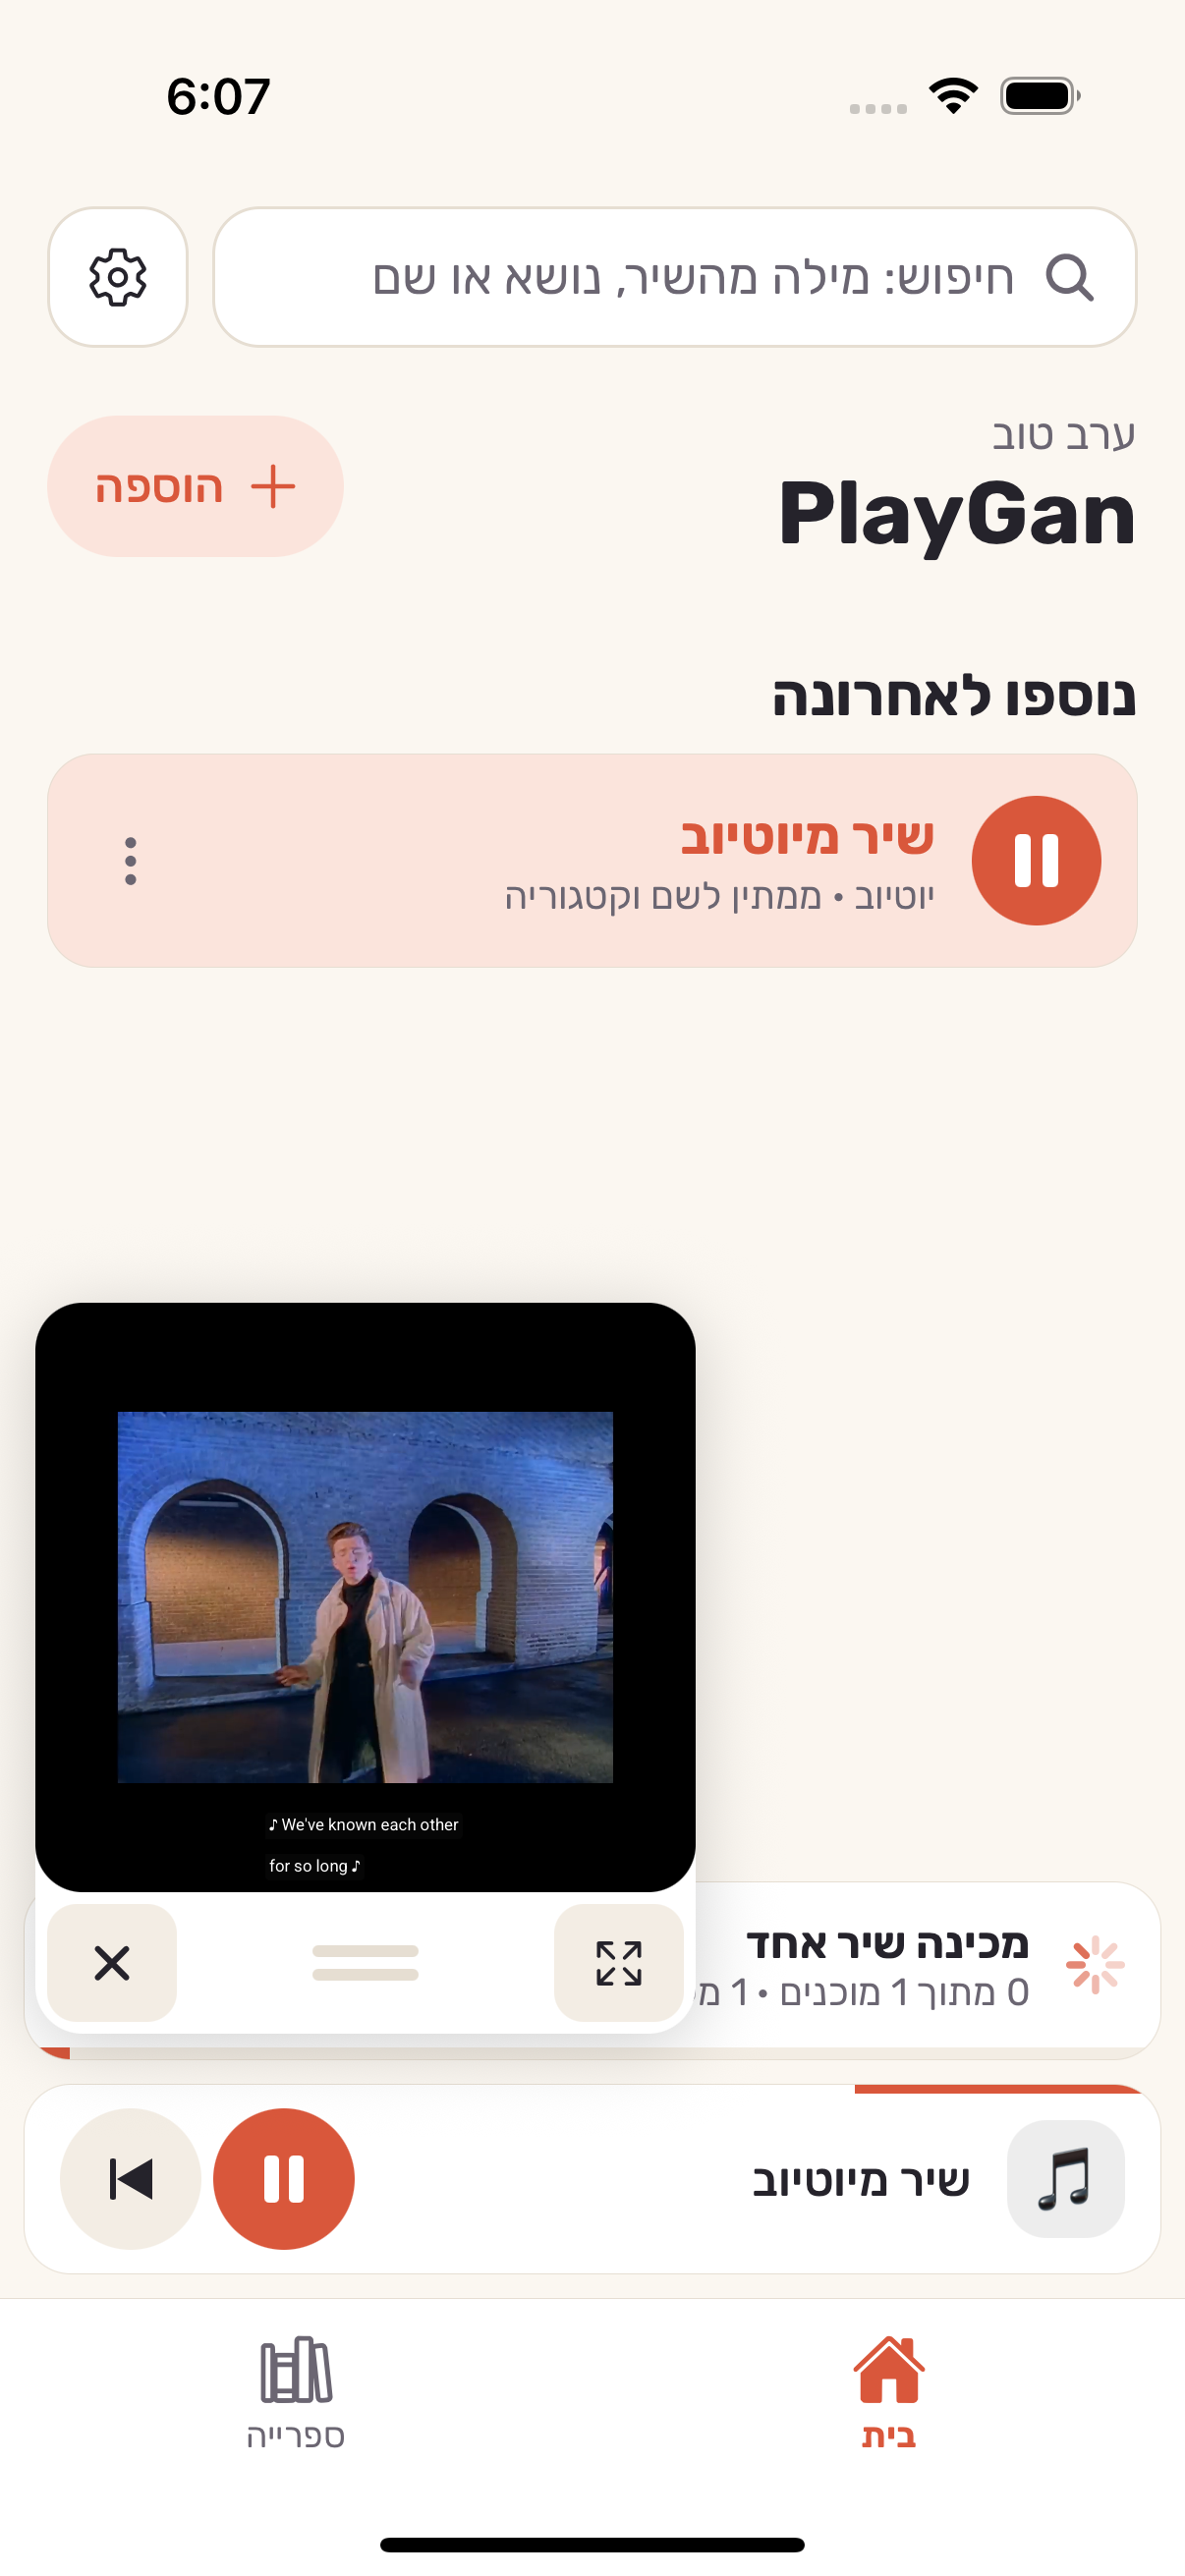 6:07
חיפוש: מילה מהשיר, נושא או שם
ערב טוב
PlayGan
הוספה
נוספו לאחרונה
שיר מיוטיוב
יוטיוב • ממתין לשם וקטגוריה
♪ We've known each other
for so long ♪
מכינה שיר אחד
0 מתוך 1 מוכנים • 1
שיר מיוטיוב
בית
ספרייה